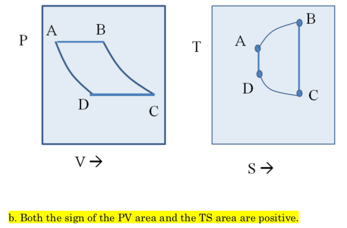 P
A
B
D
C
V→
T
A
B
D
C
S→
b. Both the sign of the PV area and the TS area are positive.